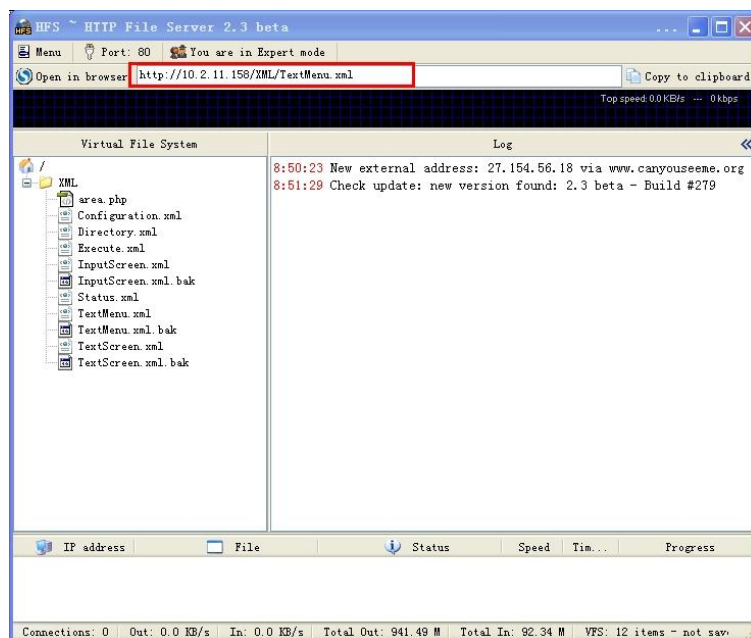 HFS ~ HTTP File Server 2.3 beta ...
Menu Port: 80 You are in Expert mode
Open in browser http://10.2.11.158/XML/TextMenu.xml Copy to clipboard
Top speed: 0.0 KB/s --- 0 kbps
Virtual File System Log
/
XML
area.php
Configuration.xml
Directory.xml
Execute.xml
InputScreen.xml
InputScreen.xml.bak
Status.xml
TextMenu.xml
TextMenu.xml.bak
TextScreen.xml
TextScreen.xml.bak
8:50:23 New external address: 27.154.56.18 via www.canyouseeme.org
8:51:29 Check update: new version found: 2.3 beta - Build #279
IP address File Status Speed Tim... Progress
Connections: 0 Out: 0.0 KB/s In: 0.0 KB/s Total Out: 941.49 M Total In: 92.34 M VFS: 12 items - not sav